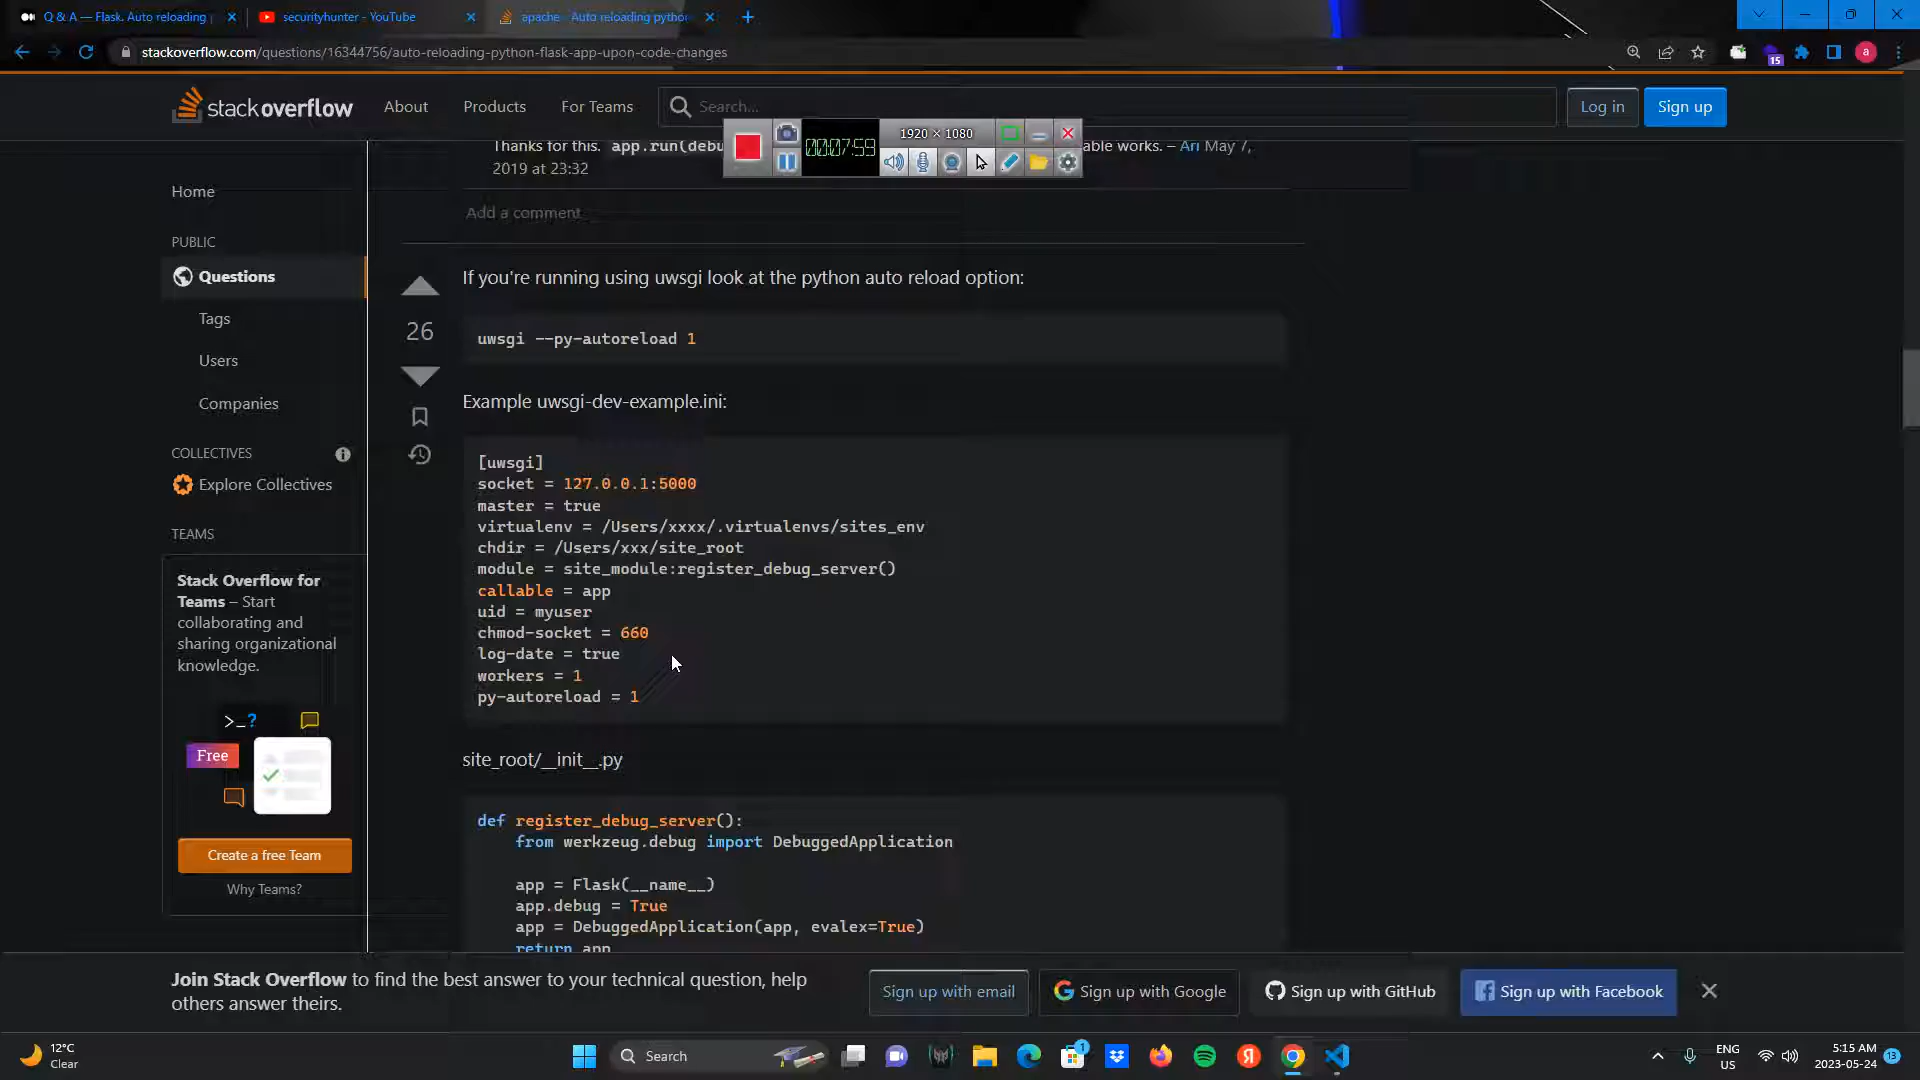 Q & A — Flask. Auto reloading
securityhunter - YouTube
apache - Auto reloading python
stackoverflow.com/questions/16344756/auto-reloading-python-flask-app-upon-code-changes
15
a
stackoverflow
About
Products
For Teams
Search...
Log in
Sign up
00:07:59
1920 × 1080
Thanks for this. app.run(debu
able works. – Ari May 7,
2019 at 23:32
Add a comment
Home
PUBLIC
Questions
Tags
Users
Companies
COLLECTIVES
Explore Collectives
TEAMS
Stack Overflow for
Teams – Start
collaborating and
sharing organizational
knowledge.
>_?
Free
Create a free Team
Why Teams?
26
If you're running using uwsgi look at the python auto reload option:
uwsgi --py-autoreload 1
Example uwsgi-dev-example.ini:
[uwsgi]
socket = 127.0.0.1:5000
master = true
virtualenv = /Users/xxxx/.virtualenvs/sites_env
chdir = /Users/xxx/site_root
module = site_module:register_debug_server()
callable = app
uid = myuser
chmod-socket = 660
log-date = true
workers = 1
py-autoreload = 1
site_root/__init__.py
def register_debug_server():
from werkzeug.debug import DebuggedApplication
app = Flask(__name__)
app.debug = True
app = DebuggedApplication(app, evalex=True)
return app
Join Stack Overflow to find the best answer to your technical question, help
others answer theirs.
Sign up with email
Sign up with Google
Sign up with GitHub
Sign up with Facebook
12°C
Clear
Search
1
ENG
US
5:15 AM
2023-05-24
13